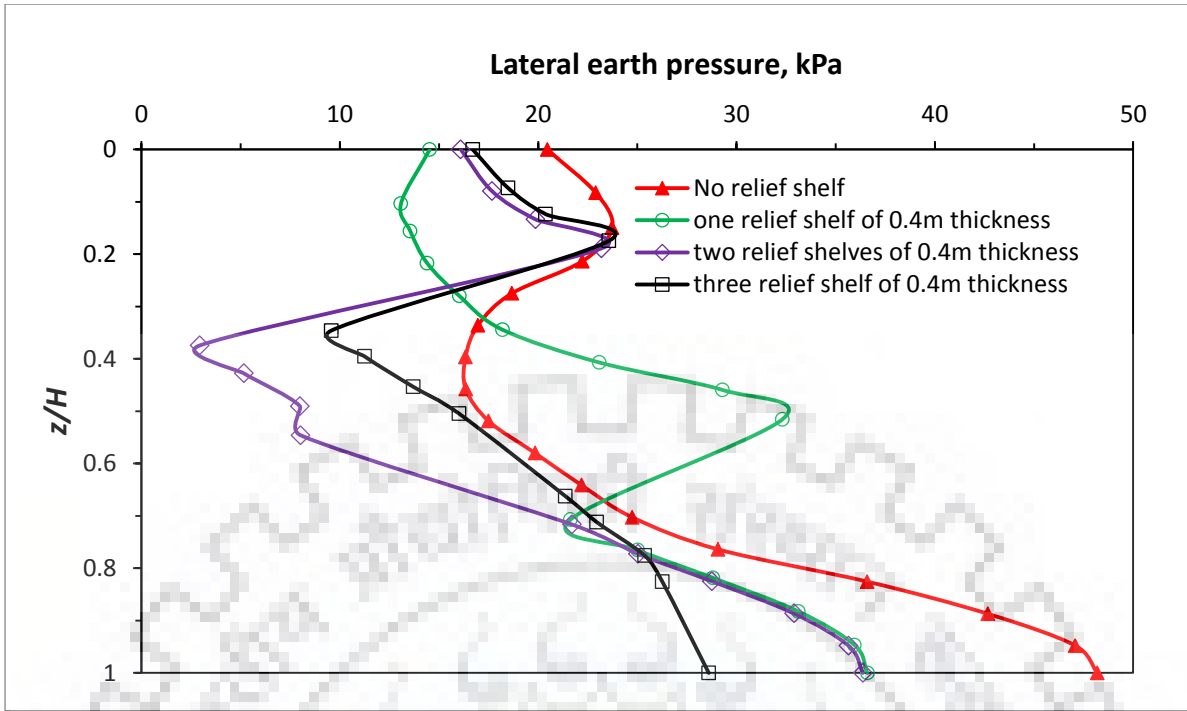 Lateral earth pressure, kPa
0 10 20 30 40 50
0
0.2
0.4
0.6
0.8
1
z/H
No relief shelf
one relief shelf of 0.4m thickness
two relief shelves of 0.4m thickness
three relief shelf of 0.4m thickness